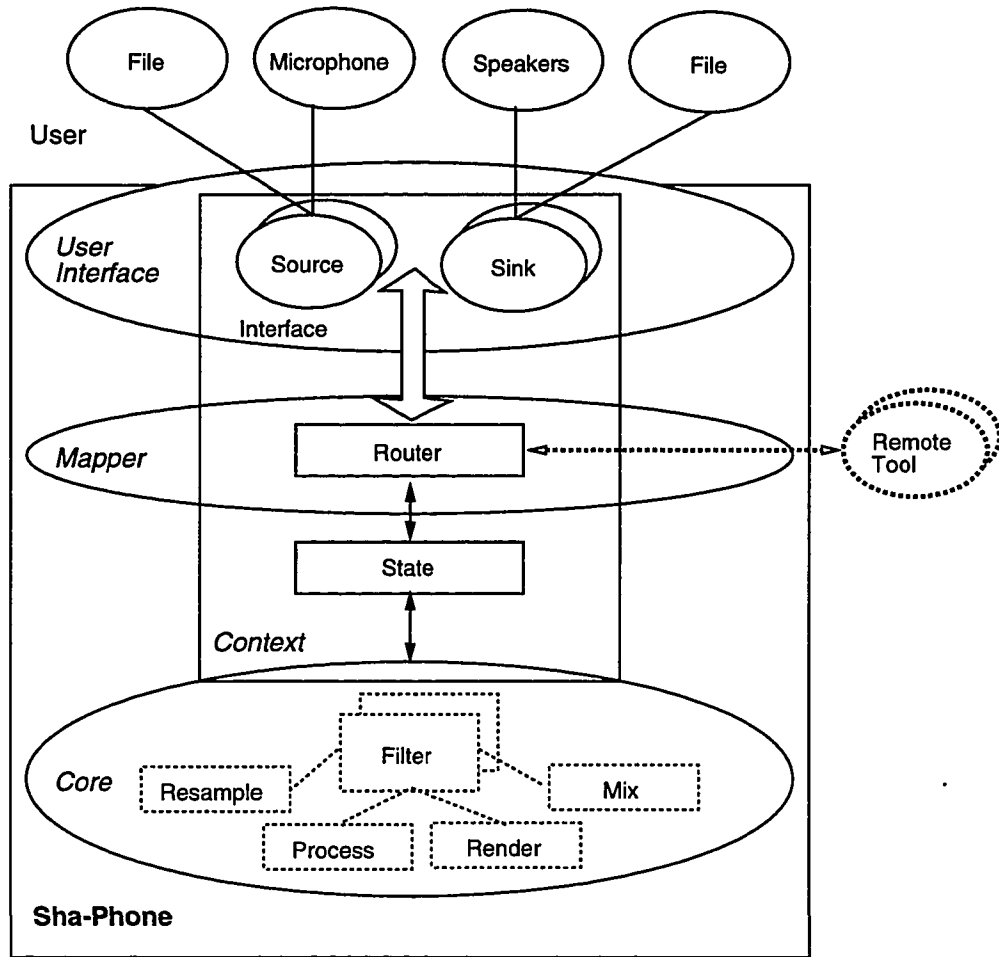 File
Microphone
Speakers
File
User
User
Interface
Source
Sink
Interface
Mapper
Router
Remote
Tool
State
Context
Core
Filter
Resample
Mix
Process
Render
Sha-Phone